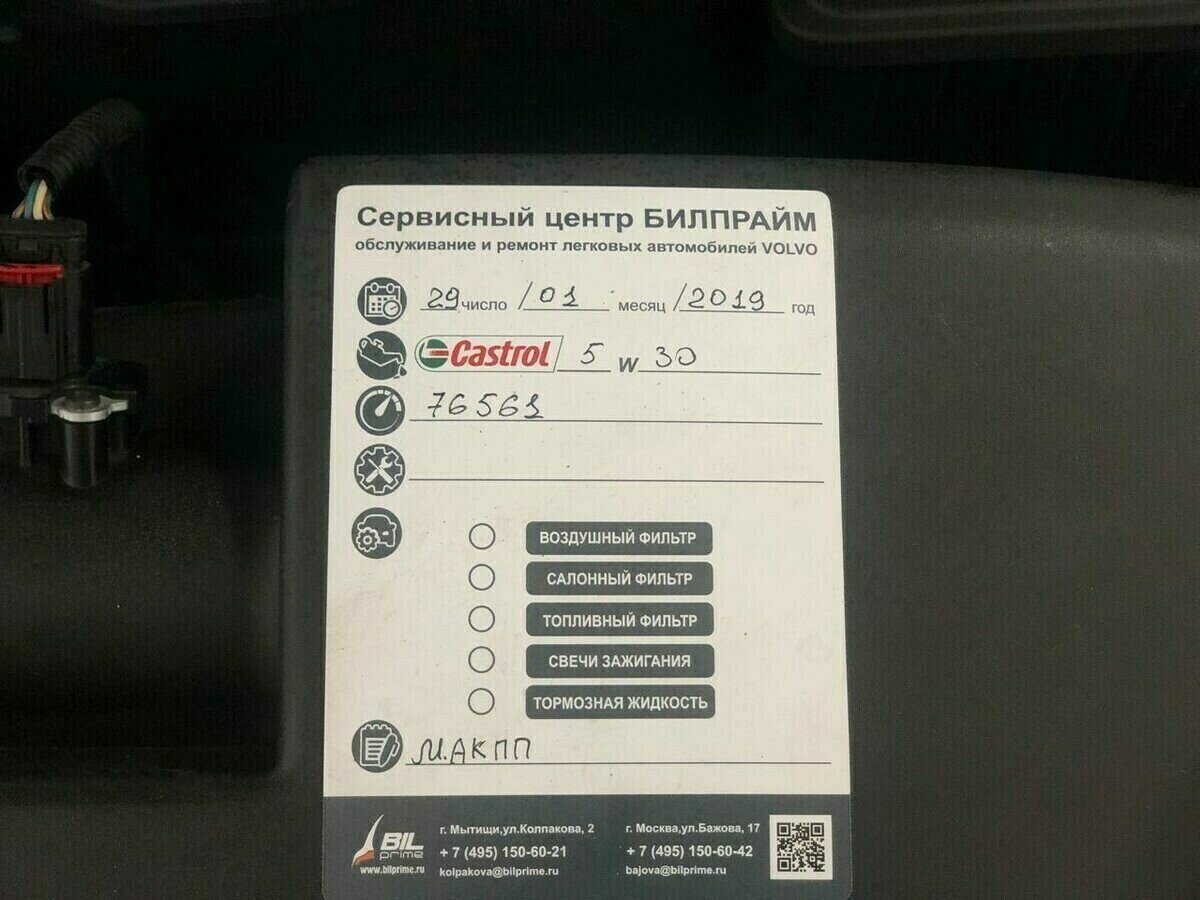 Сервисный центр БИЛПРАЙМ
обслуживание и ремонт легковых автомобилей VOLVO
29 число / 01 месяц / 2019 год
Castrol 5 W 30
76561
ВОЗДУШНЫЙ ФИЛЬТР
САЛОННЫЙ ФИЛЬТР
ТОПЛИВНЫЙ ФИЛЬТР
СВЕЧИ ЗАЖИГАНИЯ
ТОРМОЗНАЯ ЖИДКОСТЬ
М.АКПП
BIL prime
www.bilprime.ru
г. Мытищи,ул.Колпакова, 2
+ 7 (495) 150-60-21
kolpakova@bilprime.ru
г. Москва,ул.Бажова, 17
+ 7 (495) 150-60-42
bajova@bilprime.ru